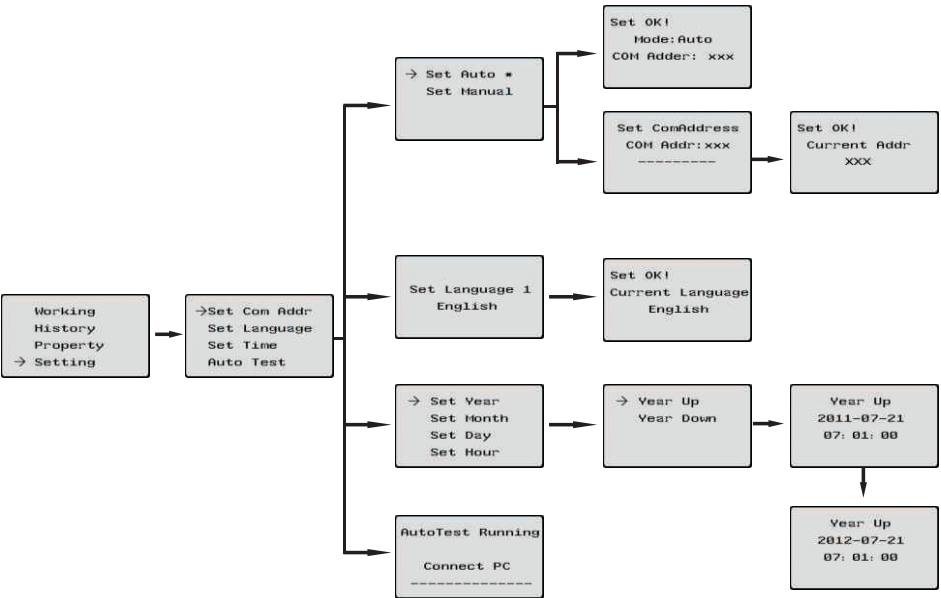 Working
History
Property
→ Setting
→Set Com Addr
Set Language
Set Time
Auto Test
→ Set Auto *
Set Manual
Set OK!
Mode:Auto
COM Adder: xxx
Set ComAddress
COM Addr:xxx
---------
Set OK!
Current Addr
XXX
Set Language 1
English
Set OK!
Current Language
English
→ Set Year
Set Month
Set Day
Set Hour
→ Year Up
Year Down
Year Up
2011-07-21
07: 01: 00
Year Up
2012-07-21
07: 01: 00
AutoTest Running
Connect PC
--------------